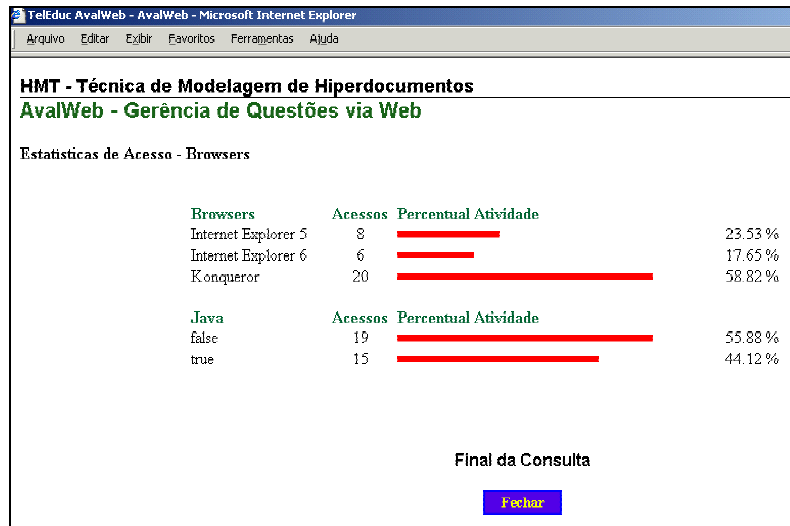 TelEduc AvalWeb - AvalWeb - Microsoft Internet Explorer
Arquivo Editar Exibir Favoritos Ferramentas Ajuda
HMT - Técnica de Modelagem de Hiperdocumentos
AvalWeb - Gerência de Questões via Web
Estatísticas de Acesso - Browsers
Browsers Acessos Percentual Atividade
Internet Explorer 5 8 23.53 %
Internet Explorer 6 6 17.65 %
Konqueror 20 58.82 %
Java Acessos Percentual Atividade
false 19 55.88 %
true 15 44.12 %
Final da Consulta
Fechar